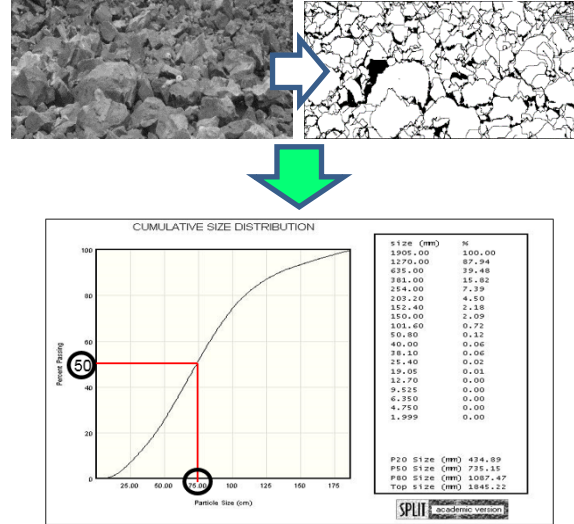 CUMULATIVE SIZE DISTRIBUTION
100
80
60
50
40
20
0
Percent Passing
25.00 50.00 75.00 100 125 150 175
Particle Size (cm)
size (mm) %
1905.00 100.00
1270.00 87.94
635.00 39.48
381.00 15.82
254.00 7.39
203.20 4.50
152.40 2.18
150.00 2.09
101.60 0.72
50.80 0.12
40.00 0.06
38.10 0.06
25.40 0.02
19.05 0.01
12.70 0.00
9.525 0.00
6.350 0.00
4.750 0.00
1.999 0.00
P20 Size (mm) 434.89
P50 Size (mm) 735.15
P80 Size (mm) 1087.47
Top Size (mm) 1845.22
SPLIT academic version